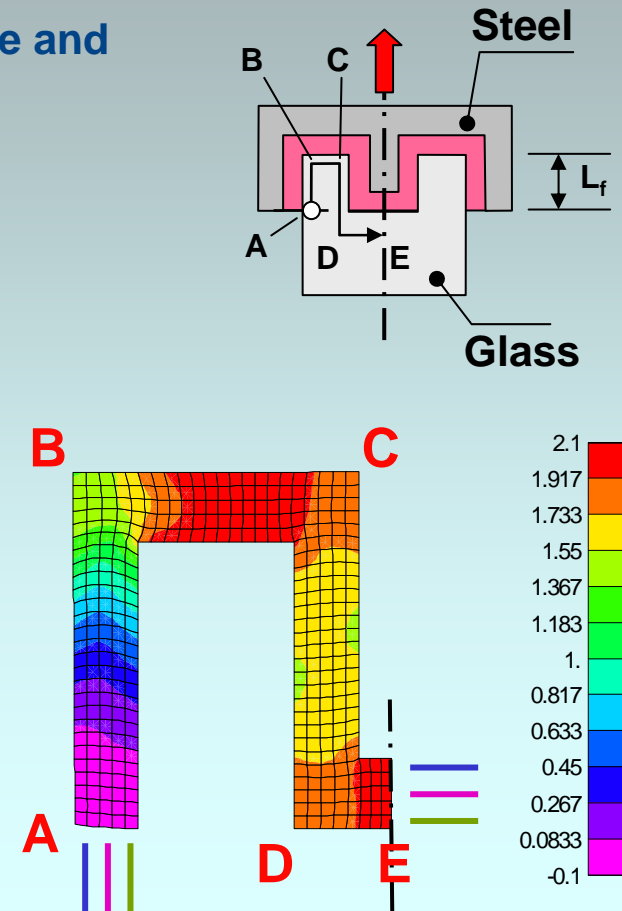 e and
Steel
B
C
L_f
A
D
E
Glass
B
C
2.1
1.917
1.733
1.55
1.367
1.183
1.
0.817
0.633
0.45
0.267
0.0833
-0.1
A
D
E